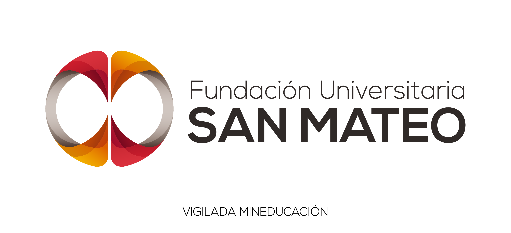 Fundación Universitaria
SAN MATEO
VIGILADA MINEDUCACIÓN